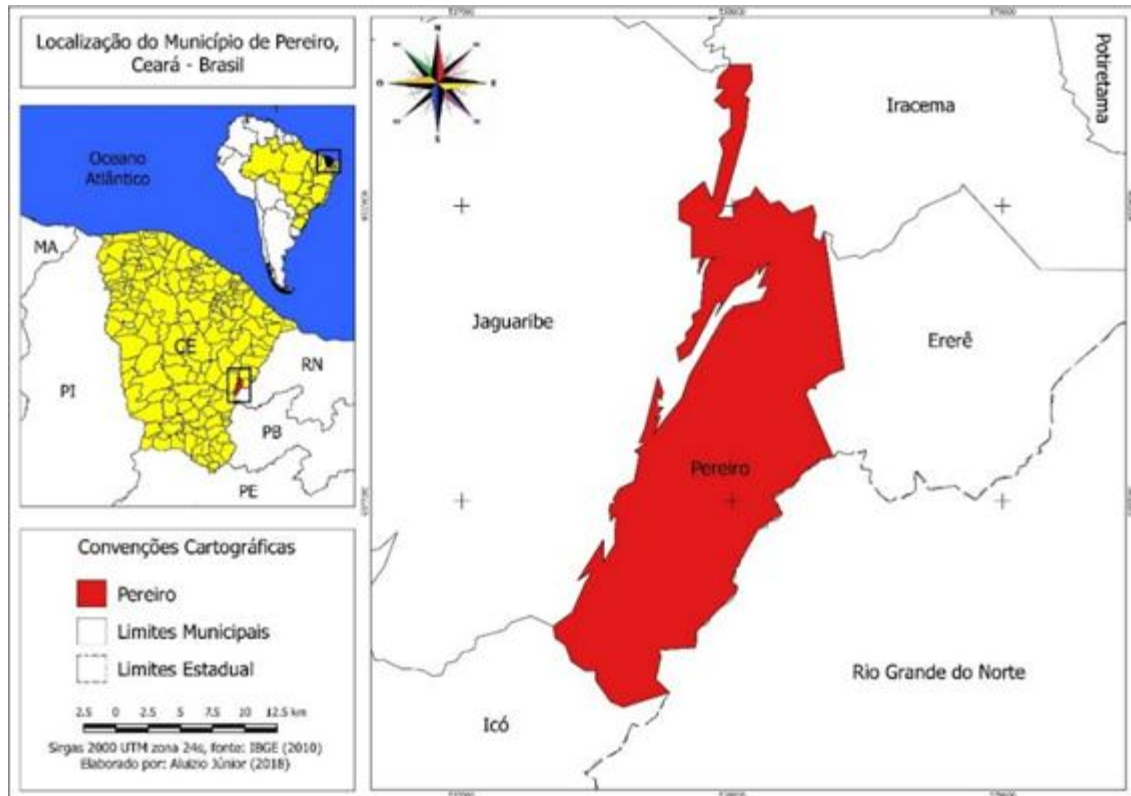 Localização do Município de Pereiro,
Ceará - Brasil
Oceano
Atlântico
MA
CE
RN
PI
PB
PE
Convenções Cartográficas
Pereiro
Limites Municipais
Limites Estadual
2.5 0 2.5 5 7.5 10 12.5 km
Sirgas 2000 UTM zona 24s, fonte: IBGE (2010)
Elaborado por: Aluizio Júnior (2018)
N
E
S
O
Iracema
Potiretama
Jaguaribe
Ererê
Pereiro
Rio Grande do Norte
Icó